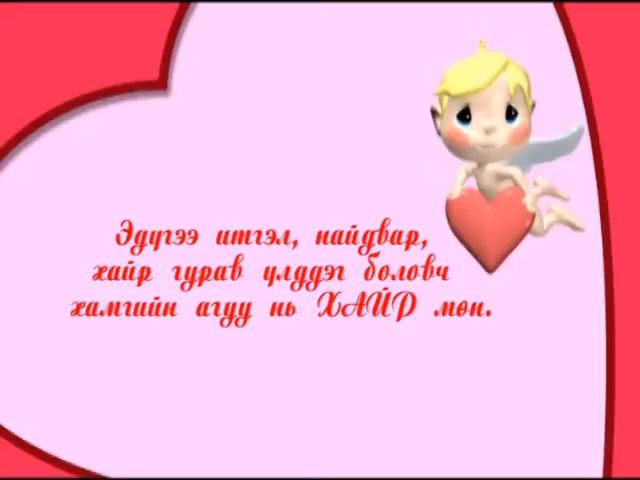 Эдүгээ итгэл, найдвар,
хайр гурав үлддэг боловч
хамгийн агуу нь ХАЙР мөн.